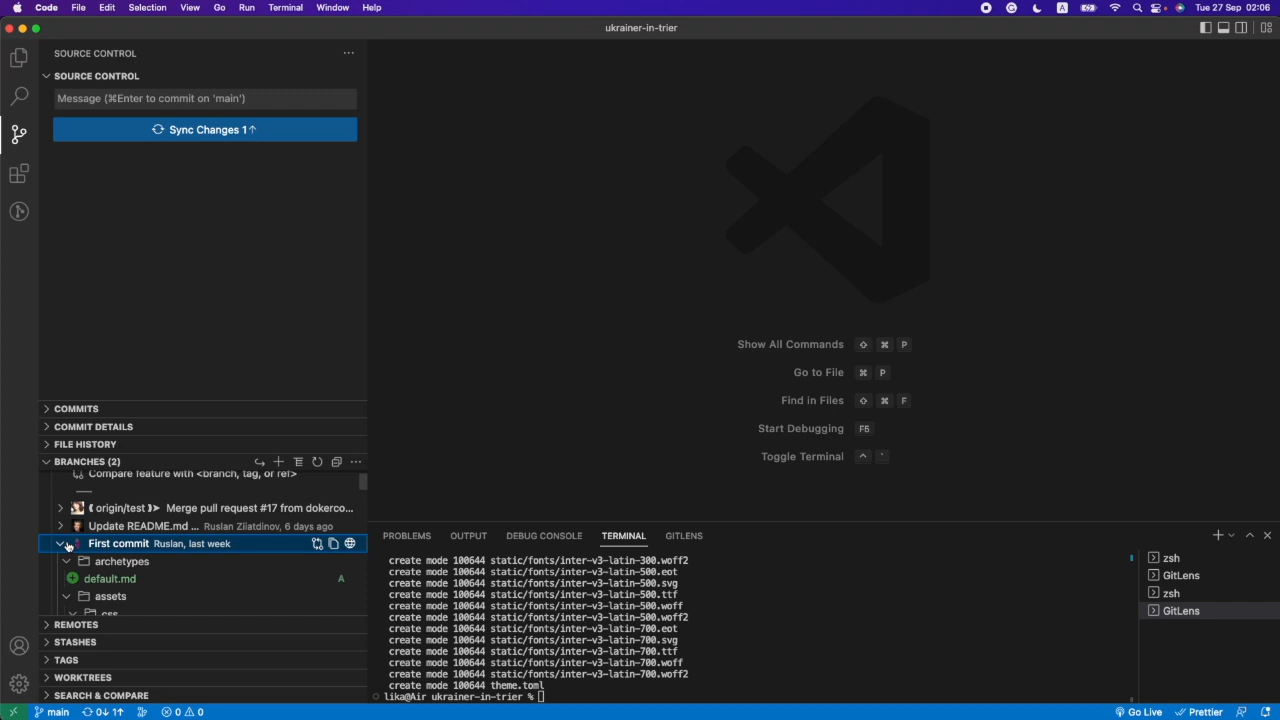 Code File Edit Selection View Go Run Terminal Window Help
A
Tue 27 Sep 02:06
ukrainer-in-trier
SOURCE CONTROL
SOURCE CONTROL
Message (⌘Enter to commit on 'main')
Sync Changes 1↑
Show All Commands ⇧ ⌘ P
Go to File ⌘ P
Find in Files ⇧ ⌘ F
Start Debugging F5
Toggle Terminal ^ `
COMMITS
COMMIT DETAILS
FILE HISTORY
BRANCHES (2)
Compare feature with <branch, tag, or ref>
⟪ origin/test ⟫➤ Merge pull request #17 from dokerco...
Update README.md ... Ruslan Ziiatdinov, 6 days ago
First commit Ruslan, last week
archetypes
default.md A
assets
css
REMOTES
STASHES
TAGS
WORKTREES
SEARCH & COMPARE
PROBLEMS OUTPUT DEBUG CONSOLE TERMINAL GITLENS
create mode 100644 static/fonts/inter-v3-latin-300.woff2
create mode 100644 static/fonts/inter-v3-latin-500.eot
create mode 100644 static/fonts/inter-v3-latin-500.svg
create mode 100644 static/fonts/inter-v3-latin-500.ttf
create mode 100644 static/fonts/inter-v3-latin-500.woff
create mode 100644 static/fonts/inter-v3-latin-500.woff2
create mode 100644 static/fonts/inter-v3-latin-700.eot
create mode 100644 static/fonts/inter-v3-latin-700.svg
create mode 100644 static/fonts/inter-v3-latin-700.ttf
create mode 100644 static/fonts/inter-v3-latin-700.woff
create mode 100644 static/fonts/inter-v3-latin-700.woff2
create mode 100644 theme.toml
lika@Air ukrainer-in-trier %
zsh
GitLens
zsh
GitLens
main 0↓ 1↑ 0 0 Go Live Prettier